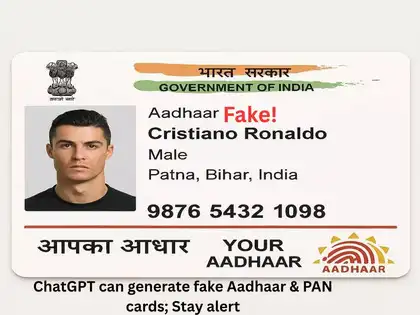 भारत सरकार
GOVERNMENT OF INDIA
Aadhaar Fake!
Cristiano Ronaldo
Male
Patna, Bihar, India
9876 5432 1098
आपका आधार YOUR AADHAAR
AADHAAR
ChatGPT can generate fake Aadhaar & PAN
cards; Stay alert